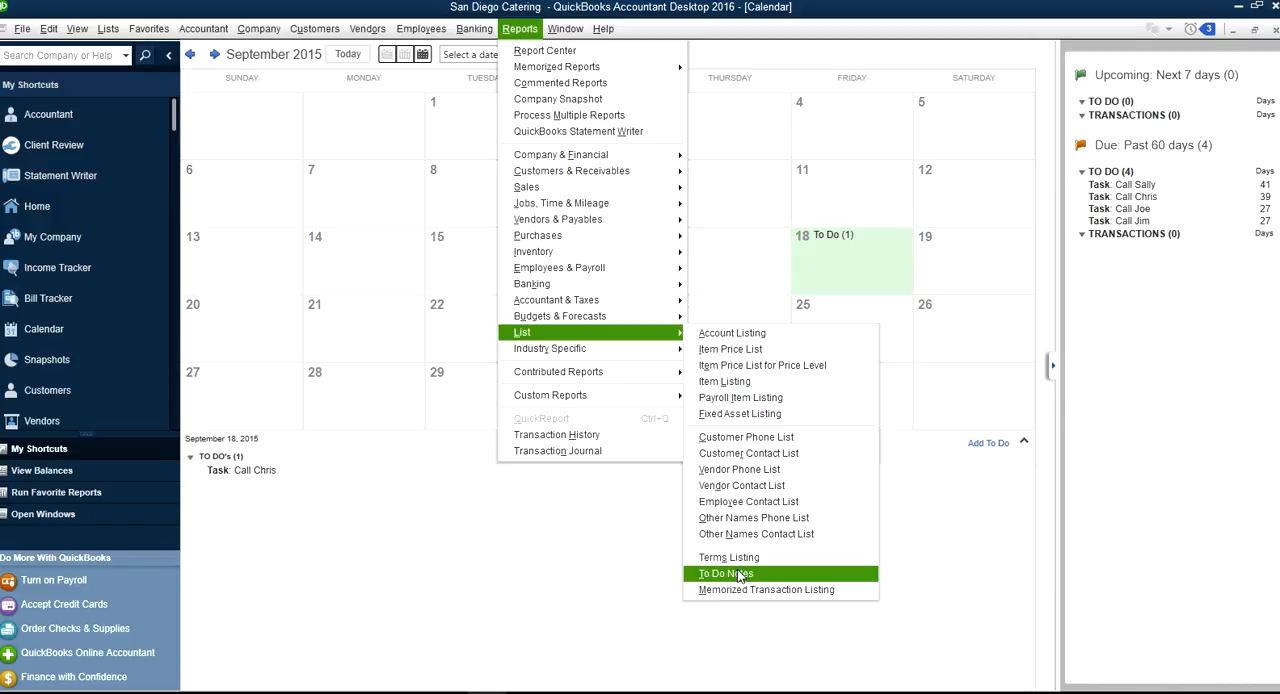 San Diego Catering - QuickBooks Accountant Desktop 2016 - [Calendar]
File Edit View Lists Favorites Accountant Company Customers Vendors Employees Banking Reports Window Help
3
Search Company or Help
September 2015
Today
Select a date
My Shortcuts
Accountant
Client Review
Statement Writer
Home
My Company
Income Tracker
Bill Tracker
Calendar
Snapshots
Customers
Vendors
My Shortcuts
View Balances
Run Favorite Reports
Open Windows
Do More With QuickBooks
Turn on Payroll
Accept Credit Cards
Order Checks & Supplies
QuickBooks Online Accountant
Finance with Confidence
SUNDAY MONDAY THURSDAY FRIDAY SATURDAY
1 4 5
6 7 8 11 12
13 14 15 18 To Do (1) 19
20 21 22 25 26
27 28 29
September 18, 2015
Add To Do
TO DO's (1)
Task: Call Chris
Report Center
Memorized Reports
Commented Reports
Company Snapshot
Process Multiple Reports
QuickBooks Statement Writer
Company & Financial
Customers & Receivables
Sales
Jobs, Time & Mileage
Vendors & Payables
Purchases
Inventory
Employees & Payroll
Banking
Accountant & Taxes
Budgets & Forecasts
List
Industry Specific
Contributed Reports
Custom Reports
QuickReport Ctrl+Q
Transaction History
Transaction Journal
Account Listing
Item Price List
Item Price List for Price Level
Item Listing
Payroll Item Listing
Fixed Asset Listing
Customer Phone List
Customer Contact List
Vendor Phone List
Vendor Contact List
Employee Contact List
Other Names Phone List
Other Names Contact List
Terms Listing
To Do Notes
Memorized Transaction Listing
Upcoming: Next 7 days (0)
TO DO (0) Days
TRANSACTIONS (0) Days
Due: Past 60 days (4)
TO DO (4) Days
Task: Call Sally 41
Task: Call Chris 39
Task: Call Joe 27
Task: Call Jim 27
TRANSACTIONS (0) Days